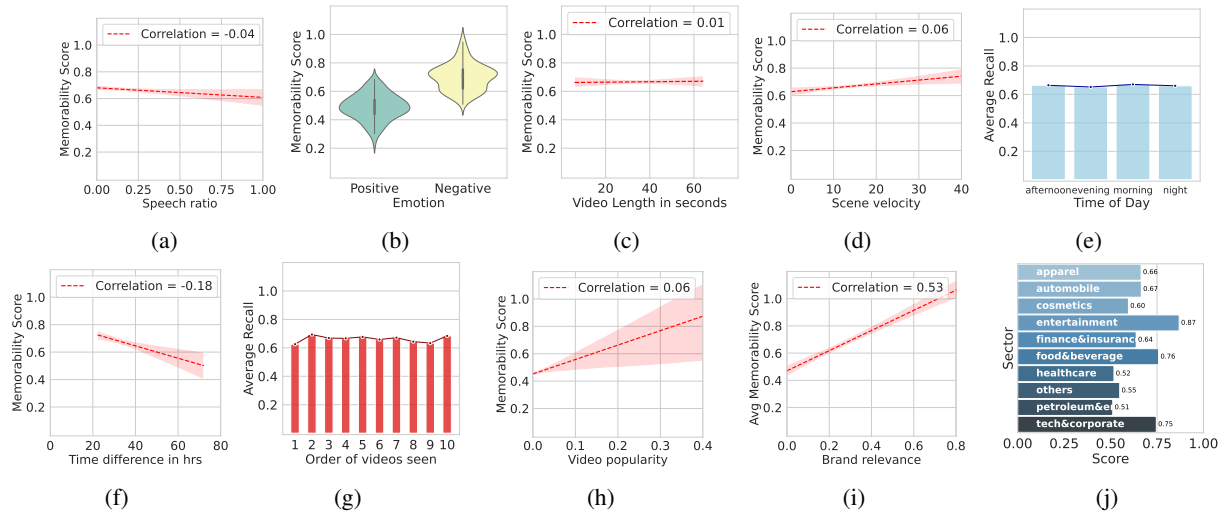 Correlation = -0.04
Memorability Score
1.0
0.8
0.6
0.4
0.2
0.00 0.25 0.50 0.75 1.00
Speech ratio
(a)
Memorability Score
1.0
0.8
0.6
0.4
0.2
Positive Negative
Emotion
(b)
Correlation = 0.01
Memorability Score
1.0
0.8
0.6
0.4
0.2
20 40 60
Video Length in seconds
(c)
Correlation = 0.06
Memorability Score
1.0
0.8
0.6
0.4
0.2
0 10 20 30 40
Scene velocity
(d)
Average Recall
1.0
0.8
0.6
0.4
0.2
afternoon evening morning night
Time of Day
(e)
Correlation = -0.18
Memorability Score
1.0
0.8
0.6
0.4
0.2
0 20 40 60 80
Time difference in hrs
(f)
Average Recall
1.0
0.8
0.6
0.4
0.2
1 2 3 4 5 6 7 8 9 10
Order of videos seen
(g)
Correlation = 0.06
Memorability Score
1.0
0.8
0.6
0.4
0.2
0.0 0.1 0.2 0.3 0.4
Video popularity
(h)
Correlation = 0.53
Avg Memorability Score
1.0
0.8
0.6
0.4
0.2
0.0 0.2 0.4 0.6 0.8
Brand relevance
(i)
Sector
apparel 0.66
automobile 0.67
cosmetics 0.60
entertainment 0.87
finance&insuranc 0.64
food&beverage 0.76
healthcare 0.52
others 0.55
petroleum&e 0.51
tech&corporate 0.75
0.00 0.25 0.50 0.75 1.00
Score
(j)